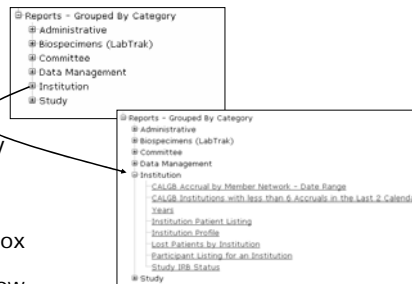 Reports - Grouped By Category
Administrative
Biospecimens (LabTrak)
Committee
Data Management
Institution
Study
Reports - Grouped By Category
Administrative
Biospecimens (LabTrak)
Committee
Data Management
Institution
CALGB Accrual by Member Network - Date Range
CALGB Institutions with less than 6 Accruals in the Last 2 Calenda
Years
Institution Patient Listing
Institution Profile
Lost Patients by Institution
Participant Listing for an Institution
Study IRB Status
Study
y
ox